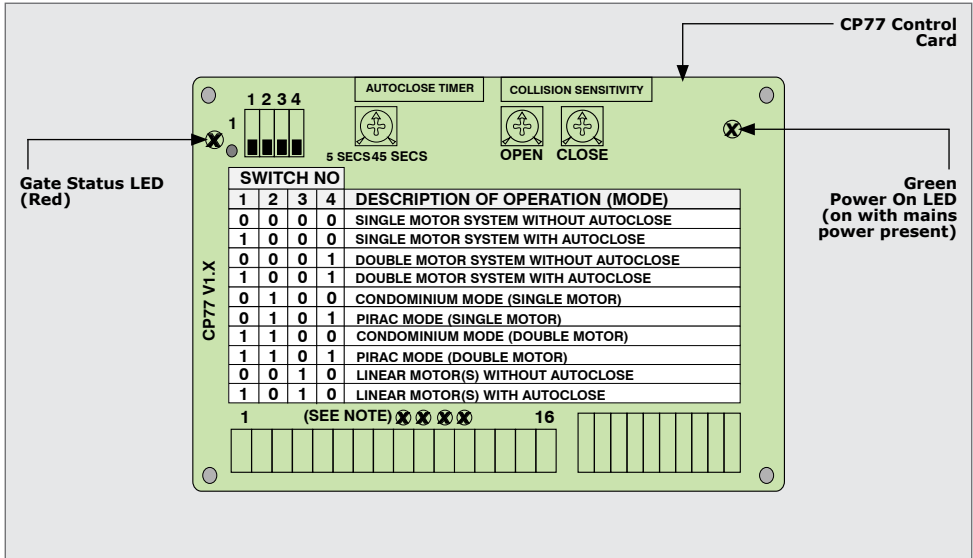 CP77 Control
Card
AUTOCLOSE TIMER
COLLISION SENSITIVITY
1 2 3 4
1
5 SECS 45 SECS
OPEN CLOSE
Gate Status LED
(Red)
Green
Power On LED
(on with mains
power present)
SWITCH NO
1 2 3 4 DESCRIPTION OF OPERATION (MODE)
0 0 0 0 SINGLE MOTOR SYSTEM WITHOUT AUTOCLOSE
1 0 0 0 SINGLE MOTOR SYSTEM WITH AUTOCLOSE
0 0 0 1 DOUBLE MOTOR SYSTEM WITHOUT AUTOCLOSE
1 0 0 1 DOUBLE MOTOR SYSTEM WITH AUTOCLOSE
0 1 0 0 CONDOMINIUM MODE (SINGLE MOTOR)
0 1 0 1 PIRAC MODE (SINGLE MOTOR)
1 1 0 0 CONDOMINIUM MODE (DOUBLE MOTOR)
1 1 0 1 PIRAC MODE (DOUBLE MOTOR)
0 0 1 0 LINEAR MOTOR(S) WITHOUT AUTOCLOSE
1 0 1 0 LINEAR MOTOR(S) WITH AUTOCLOSE
CP77 V1.X
1 (SEE NOTE) 16